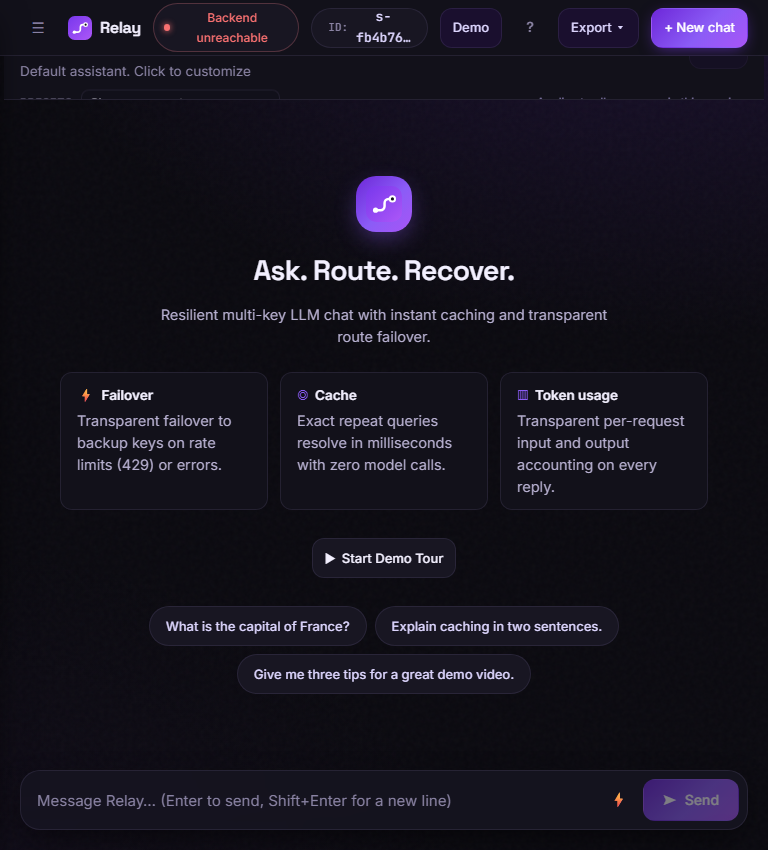 Relay
Backend
unreachable
ID:
s-
fb4b76…
Demo
?
Export
+ New chat
Default assistant. Click to customize
Ask. Route. Recover.
Resilient multi-key LLM chat with instant caching and transparent
route failover.
Failover
Transparent failover to
backup keys on rate
limits (429) or errors.
Cache
Exact repeat queries
resolve in milliseconds
with zero model calls.
Token usage
Transparent per-request
input and output
accounting on every
reply.
Start Demo Tour
What is the capital of France?
Explain caching in two sentences.
Give me three tips for a great demo video.
Message Relay... (Enter to send, Shift+Enter for a new line)
Send